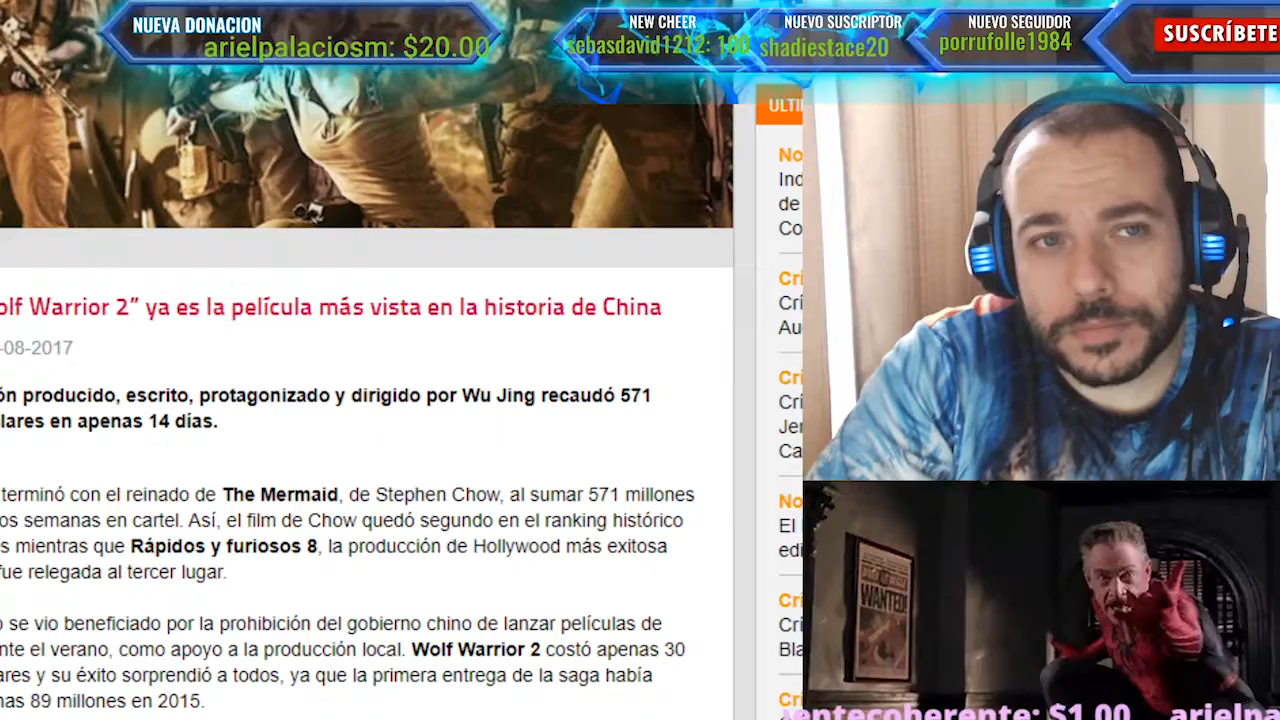 NUEVA DONACION
arielpalaciosm: $20.00
NEW CHEER
sebasdavid1212: 100
NUEVO SUSCRIPTOR
shadiestace20
NUEVO SEGUIDOR
porrufolle1984
SUSCRÍBETE
olf Warrior 2” ya es la película más vista en la historia de China
-08-2017
ón producido, escrito, protagonizado y dirigido por Wu Jing recaudó 571
lares en apenas 14 días.
terminó con el reinado de The Mermaid, de Stephen Chow, al sumar 571 millones
os semanas en cartel. Así, el film de Chow quedó segundo en el ranking histórico
s mientras que Rápidos y furiosos 8, la producción de Hollywood más exitosa
fue relegada al tercer lugar.
o se vio beneficiado por la prohibición del gobierno chino de lanzar películas de
nte el verano, como apoyo a la producción local. Wolf Warrior 2 costó apenas 30
ares y su éxito sorprendió a todos, ya que la primera entrega de la saga había
nas 89 millones en 2015.
ULTI
No
Ind
de
Co
Crí
Crí
Au
Crí
Crí
Jer
Ca
No
El
edi
Crí
Crí
Bla
Crí
WANTED!
entecoherente: $1.00 arielpa